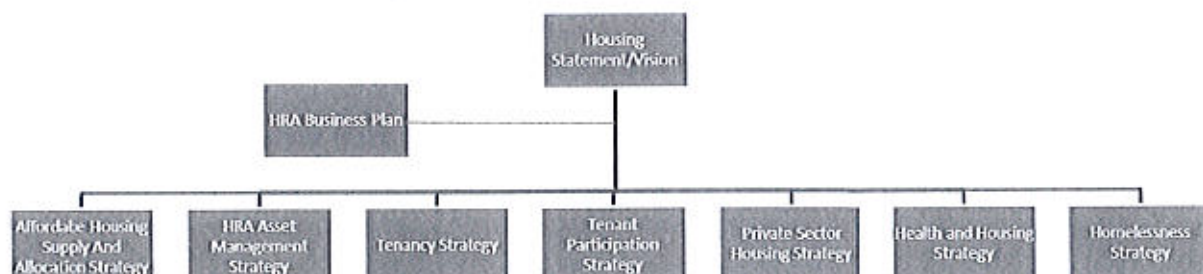 Housing
Statement/Vision
HRA Business Plan
Affordabe Housing
Supply And
Allocation Strategy
HRA Asset
Management
Strategy
Tenancy Strategy
Tenant
Participation
Strategy
Private Sector
Housing Strategy
Health and Housing
Strategy
Homelessness
Strategy